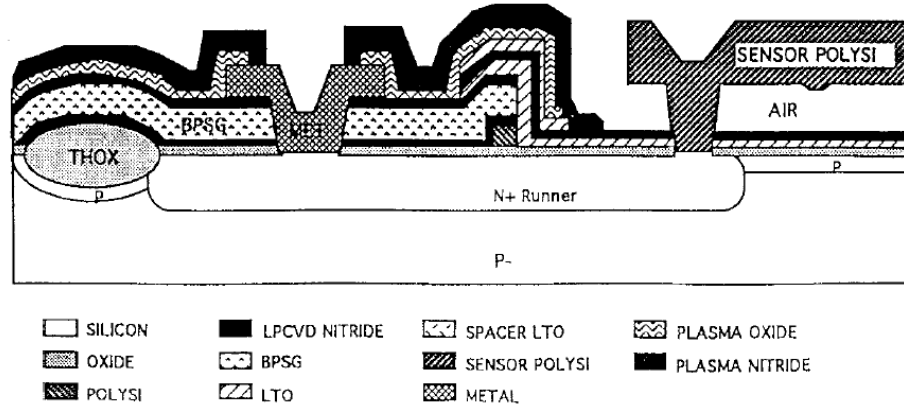 SENSOR POLYSI
AIR
BPSG
MET
THOX
P
P
N+ Runner
P-
SILICON
LPCVD NITRIDE
SPACER LTO
PLASMA OXIDE
OXIDE
BPSG
SENSOR POLYSI
PLASMA NITRIDE
POLYSI
LTO
METAL